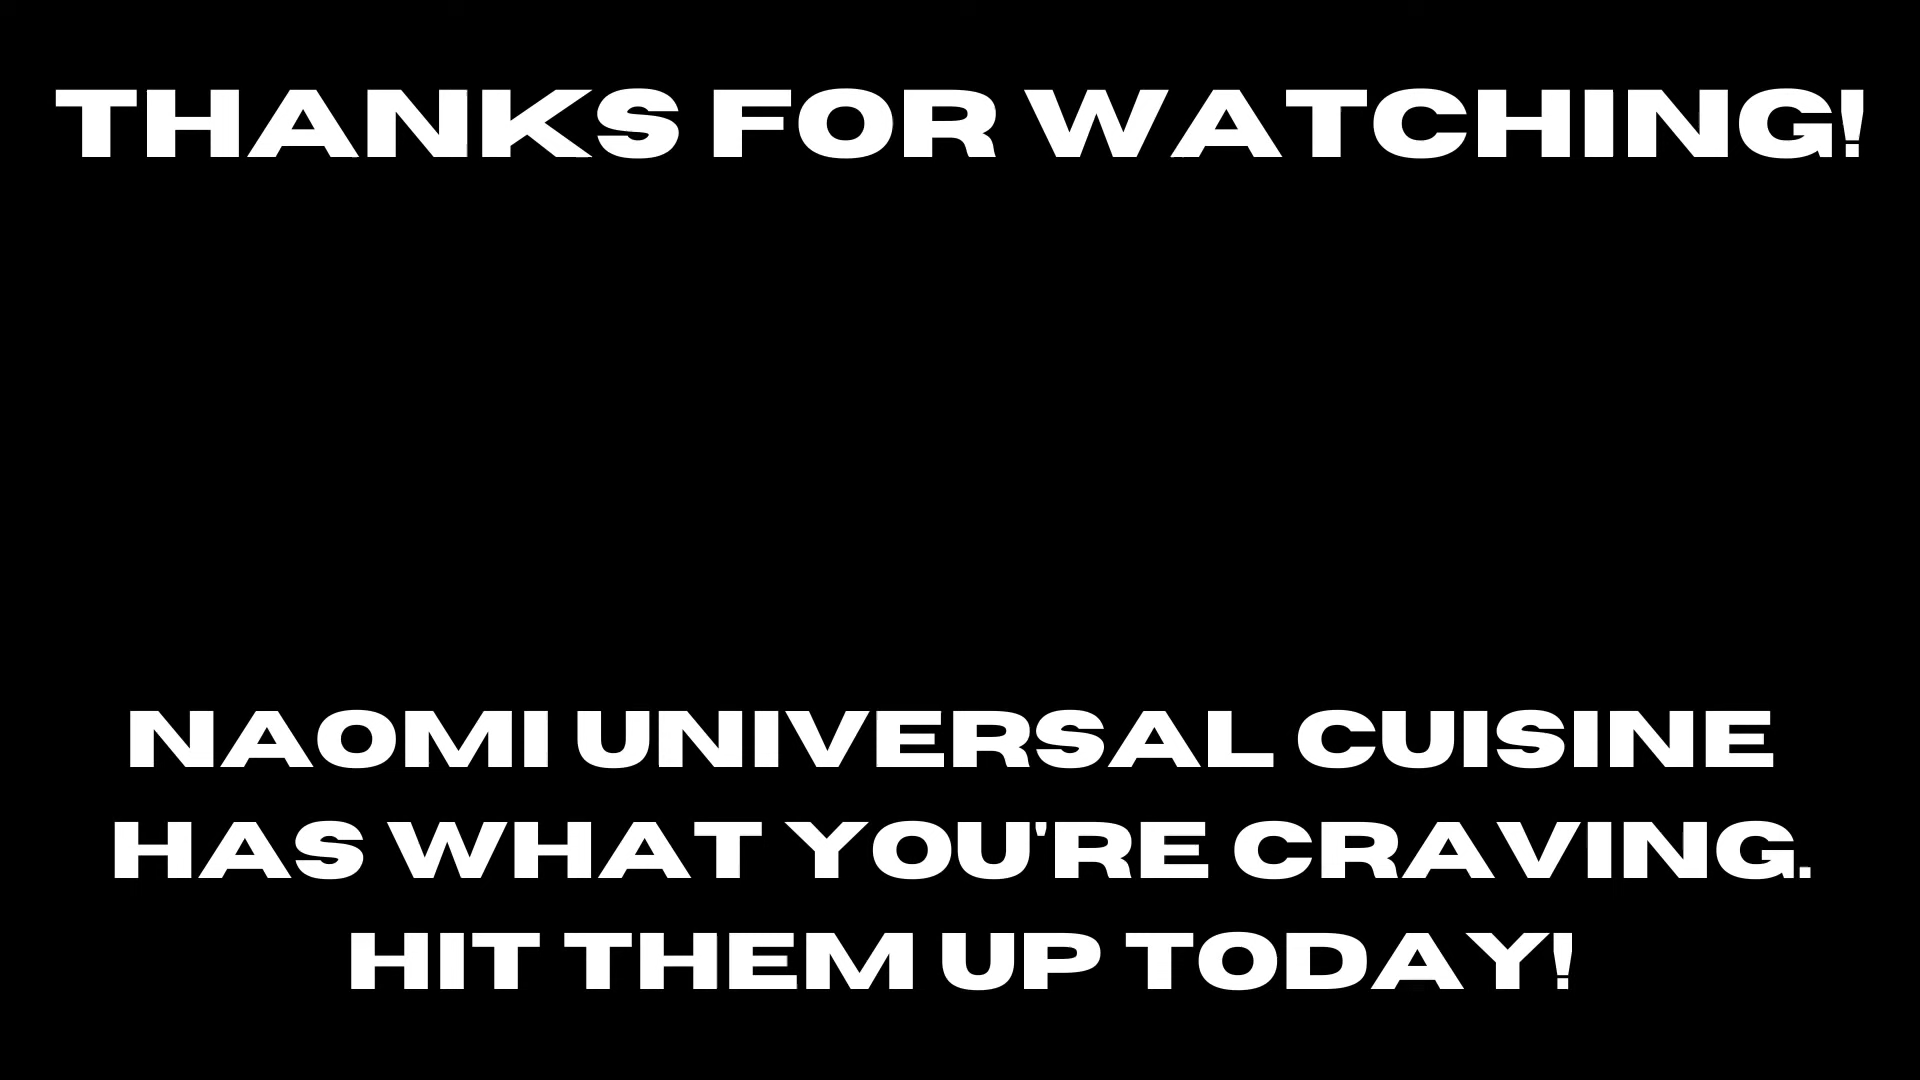 THANKS FOR WATCHING!
NAOMI UNIVERSAL CUISINE
HAS WHAT YOU'RE CRAVING.
HIT THEM UP TODAY!